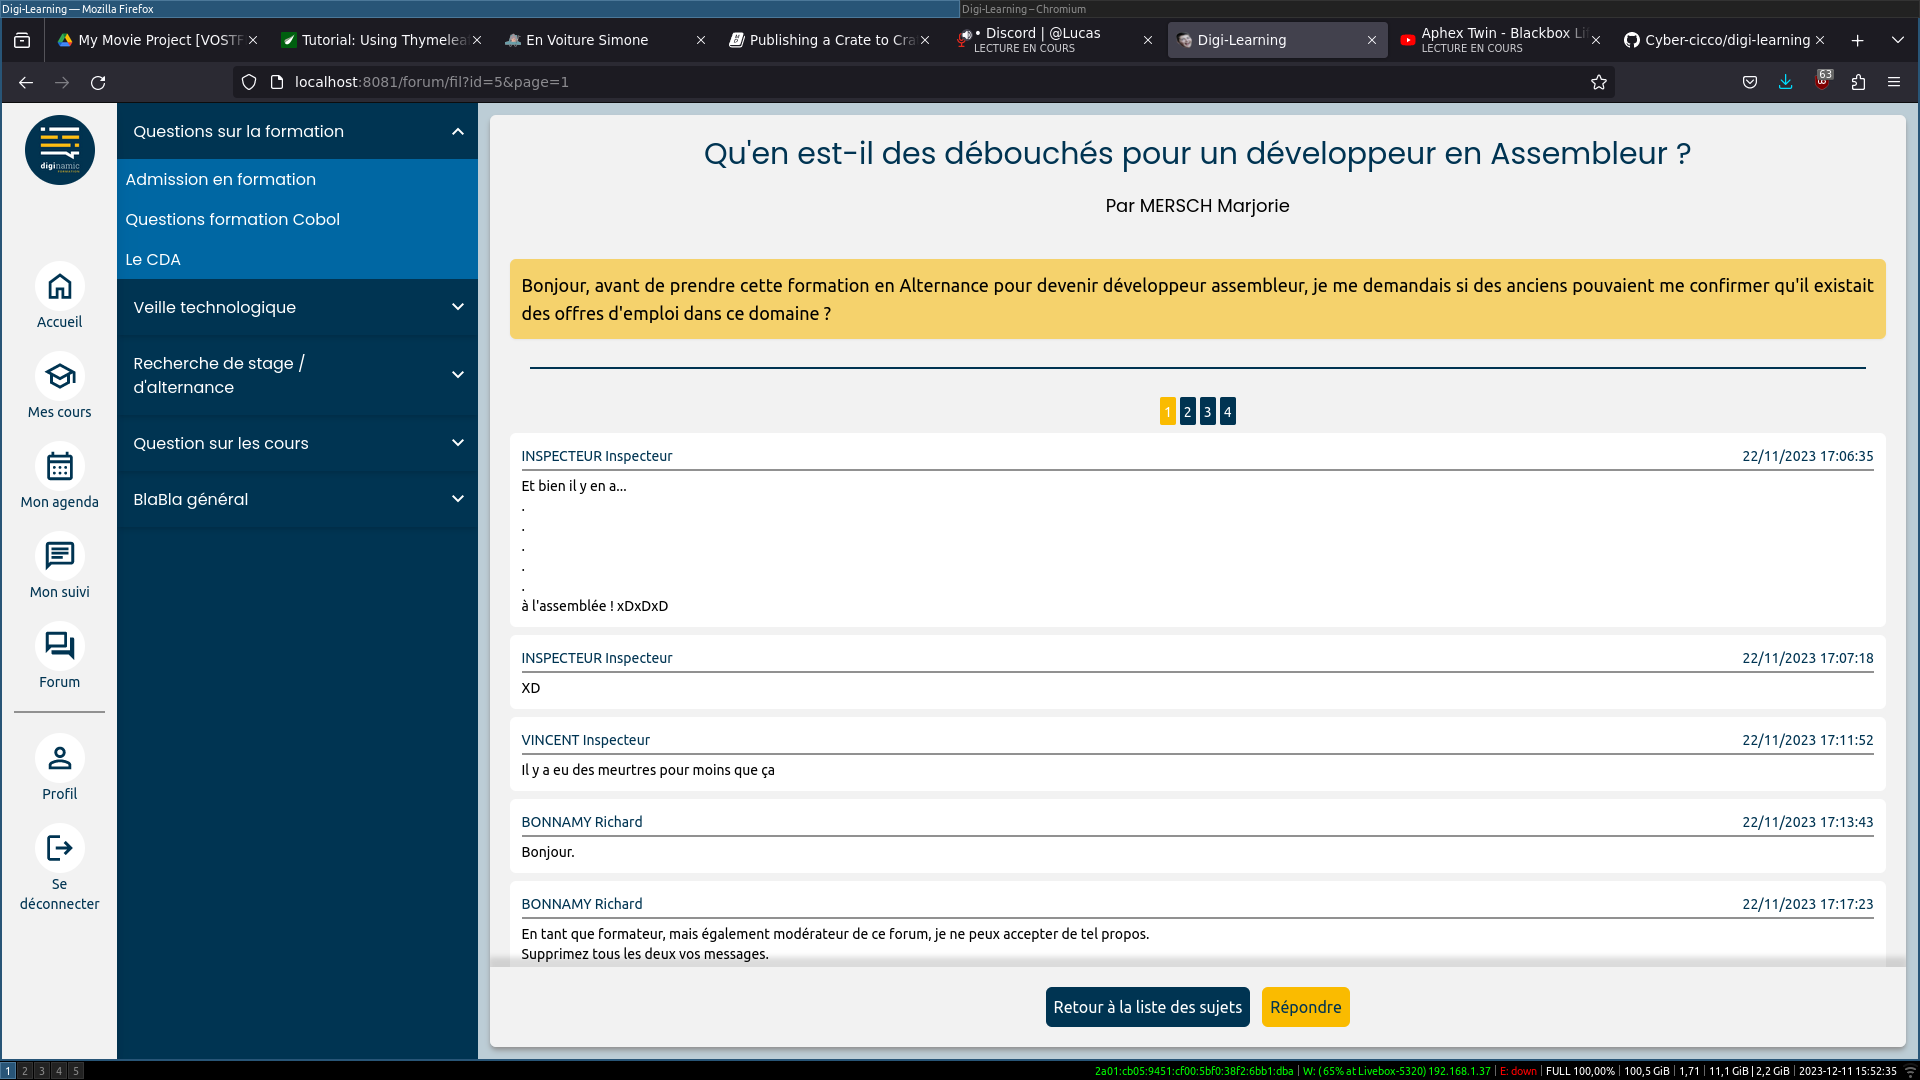 Digi-Learning — Mozilla Firefox
Digi-Learning – Chromium
My Movie Project [VOSTF
Tutorial: Using Thymelea
En Voiture Simone
Publishing a Crate to Cra
• Discord | @Lucas
LECTURE EN COURS
Digi-Learning
Aphex Twin - Blackbox Li
LECTURE EN COURS
Cyber-cicco/digi-learning
localhost:8081/forum/fil?id=5&page=1
63
diginamic
FORMATION
Accueil
Mes cours
Mon agenda
Mon suivi
Forum
Profil
Se
déconnecter
Questions sur la formation
Admission en formation
Questions formation Cobol
Le CDA
Veille technologique
Recherche de stage /
d'alternance
Question sur les cours
BlaBla général
Qu'en est-il des débouchés pour un développeur en Assembleur ?
Par MERSCH Marjorie
Bonjour, avant de prendre cette formation en Alternance pour devenir développeur assembleur, je me demandais si des anciens pouvaient me confirmer qu'il existait
des offres d'emploi dans ce domaine ?
1 2 3 4
INSPECTEUR Inspecteur 22/11/2023 17:06:35
Et bien il y en a...
.
.
.
.
.
à l'assemblée ! xDxDxD
INSPECTEUR Inspecteur 22/11/2023 17:07:18
XD
VINCENT Inspecteur 22/11/2023 17:11:52
Il y a eu des meurtres pour moins que ça
BONNAMY Richard 22/11/2023 17:13:43
Bonjour.
BONNAMY Richard 22/11/2023 17:17:23
En tant que formateur, mais également modérateur de ce forum, je ne peux accepter de tel propos.
Supprimez tous les deux vos messages.
Retour à la liste des sujets
Répondre
1 2 3 4 5
2a01:cb05:9451:cf00:5bf0:38f2:6bb1:dba | W: (65% at Livebox-5320) 192.168.1.37 | E: down | FULL 100,00% | 100,5 GiB | 1,71 | 11,1 GiB | 2,2 GiB | 2023-12-11 15:52:35